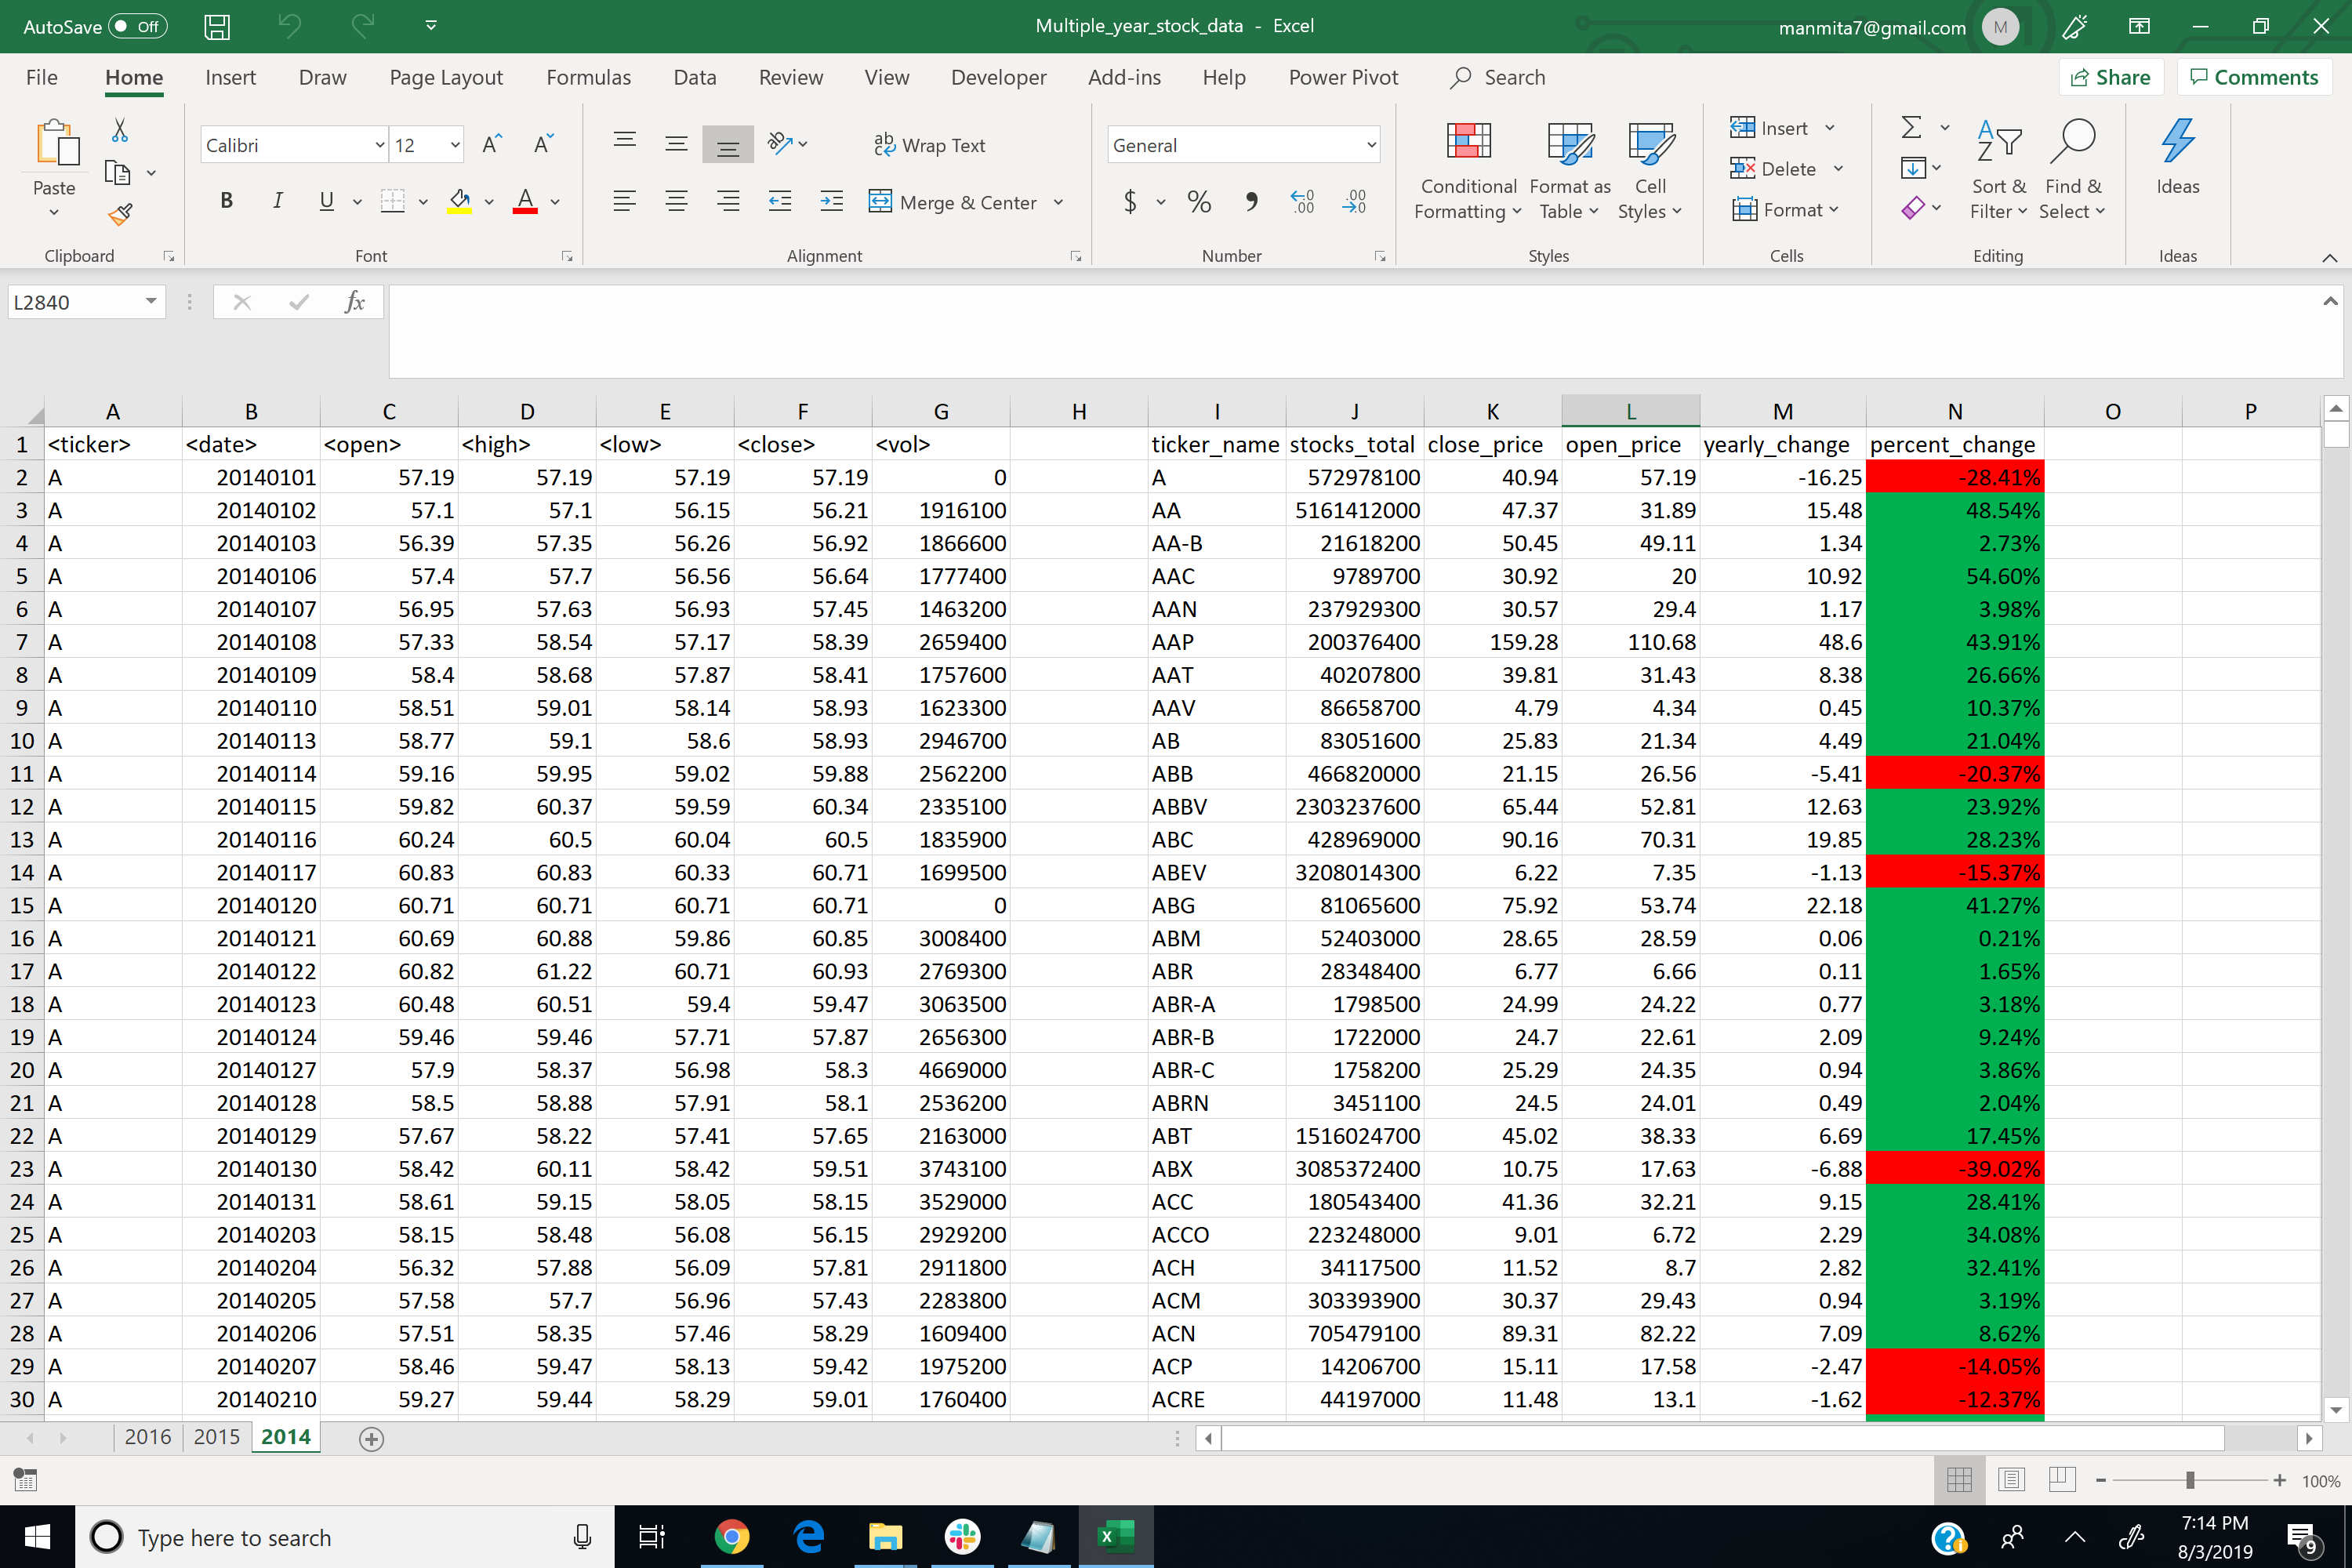 AutoSave Off Multiple_year_stock_data - Excel manmita7@gmail.com M
File Home Insert Draw Page Layout Formulas Data Review View Developer Add-ins Help Power Pivot Search Share Comments
Calibri 12 A^ Aˇ ab Wrap Text General Insert Σ
Paste Conditional Formatting Format as Table Cell Styles Delete Sort & Filter Find & Select Ideas
B I U A Merge & Center $ % , .00 .0 Format
Clipboard Font Alignment Number Styles Cells Editing Ideas
L2840 fx
A B C D E F G H I J K L M N O P
1 <ticker> <date> <open> <high> <low> <close> <vol> ticker_name stocks_total close_price open_price yearly_change percent_change
2 A 20140101 57.19 57.19 57.19 57.19 0 A 572978100 40.94 57.19 -16.25 -28.41%
3 A 20140102 57.1 57.1 56.15 56.21 1916100 AA 5161412000 47.37 31.89 15.48 48.54%
4 A 20140103 56.39 57.35 56.26 56.92 1866600 AA-B 21618200 50.45 49.11 1.34 2.73%
5 A 20140106 57.4 57.7 56.56 56.64 1777400 AAC 9789700 30.92 20 10.92 54.60%
6 A 20140107 56.95 57.63 56.93 57.45 1463200 AAN 237929300 30.57 29.4 1.17 3.98%
7 A 20140108 57.33 58.54 57.17 58.39 2659400 AAP 200376400 159.28 110.68 48.6 43.91%
8 A 20140109 58.4 58.68 57.87 58.41 1757600 AAT 40207800 39.81 31.43 8.38 26.66%
9 A 20140110 58.51 59.01 58.14 58.93 1623300 AAV 86658700 4.79 4.34 0.45 10.37%
10 A 20140113 58.77 59.1 58.6 58.93 2946700 AB 83051600 25.83 21.34 4.49 21.04%
11 A 20140114 59.16 59.95 59.02 59.88 2562200 ABB 466820000 21.15 26.56 -5.41 -20.37%
12 A 20140115 59.82 60.37 59.59 60.34 2335100 ABBV 2303237600 65.44 52.81 12.63 23.92%
13 A 20140116 60.24 60.5 60.04 60.5 1835900 ABC 428969000 90.16 70.31 19.85 28.23%
14 A 20140117 60.83 60.83 60.33 60.71 1699500 ABEV 3208014300 6.22 7.35 -1.13 -15.37%
15 A 20140120 60.71 60.71 60.71 60.71 0 ABG 81065600 75.92 53.74 22.18 41.27%
16 A 20140121 60.69 60.88 59.86 60.85 3008400 ABM 52403000 28.65 28.59 0.06 0.21%
17 A 20140122 60.82 61.22 60.71 60.93 2769300 ABR 28348400 6.77 6.66 0.11 1.65%
18 A 20140123 60.48 60.51 59.4 59.47 3063500 ABR-A 1798500 24.99 24.22 0.77 3.18%
19 A 20140124 59.46 59.46 57.71 57.87 2656300 ABR-B 1722000 24.7 22.61 2.09 9.24%
20 A 20140127 57.9 58.37 56.98 58.3 4669000 ABR-C 1758200 25.29 24.35 0.94 3.86%
21 A 20140128 58.5 58.88 57.91 58.1 2536200 ABRN 3451100 24.5 24.01 0.49 2.04%
22 A 20140129 57.67 58.22 57.41 57.65 2163000 ABT 1516024700 45.02 38.33 6.69 17.45%
23 A 20140130 58.42 60.11 58.42 59.51 3743100 ABX 3085372400 10.75 17.63 -6.88 -39.02%
24 A 20140131 58.61 59.15 58.05 58.15 3529000 ACC 180543400 41.36 32.21 9.15 28.41%
25 A 20140203 58.15 58.48 56.08 56.15 2929200 ACCO 223248000 9.01 6.72 2.29 34.08%
26 A 20140204 56.32 57.88 56.09 57.81 2911800 ACH 34117500 11.52 8.7 2.82 32.41%
27 A 20140205 57.58 57.7 56.96 57.43 2283800 ACM 303393900 30.37 29.43 0.94 3.19%
28 A 20140206 57.51 58.35 57.46 58.29 1609400 ACN 705479100 89.31 82.22 7.09 8.62%
29 A 20140207 58.46 59.47 58.13 59.42 1975200 ACP 14206700 15.11 17.58 -2.47 -14.05%
30 A 20140210 59.27 59.44 58.29 59.01 1760400 ACRE 44197000 11.48 13.1 -1.62 -12.37%
2016 2015 2014
100%
Type here to search 7:14 PM
8/3/2019 9